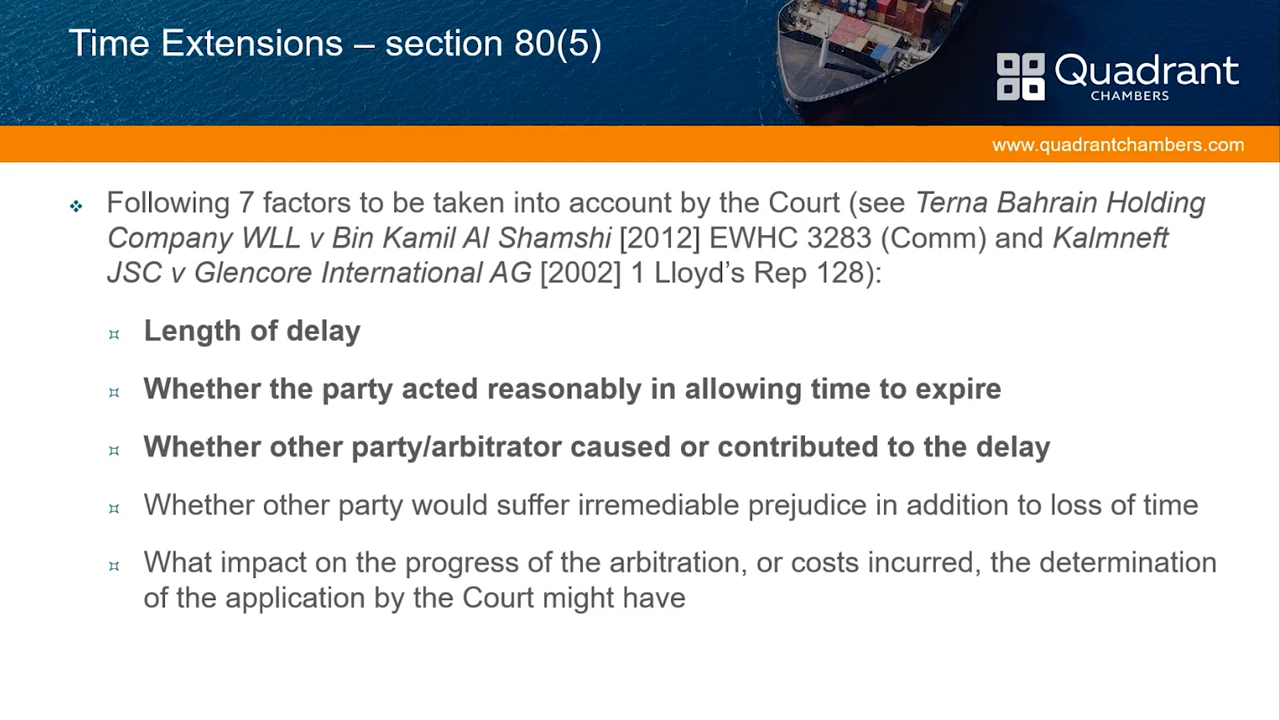 Time Extensions – section 80(5)
Quadrant
CHAMBERS
www.quadrantchambers.com
Following 7 factors to be taken into account by the Court (see Terna Bahrain Holding
Company WLL v Bin Kamil Al Shamshi [2012] EWHC 3283 (Comm) and Kalmneft
JSC v Glencore International AG [2002] 1 Lloyd’s Rep 128):
Length of delay
Whether the party acted reasonably in allowing time to expire
Whether other party/arbitrator caused or contributed to the delay
Whether other party would suffer irremediable prejudice in addition to loss of time
What impact on the progress of the arbitration, or costs incurred, the determination
of the application by the Court might have